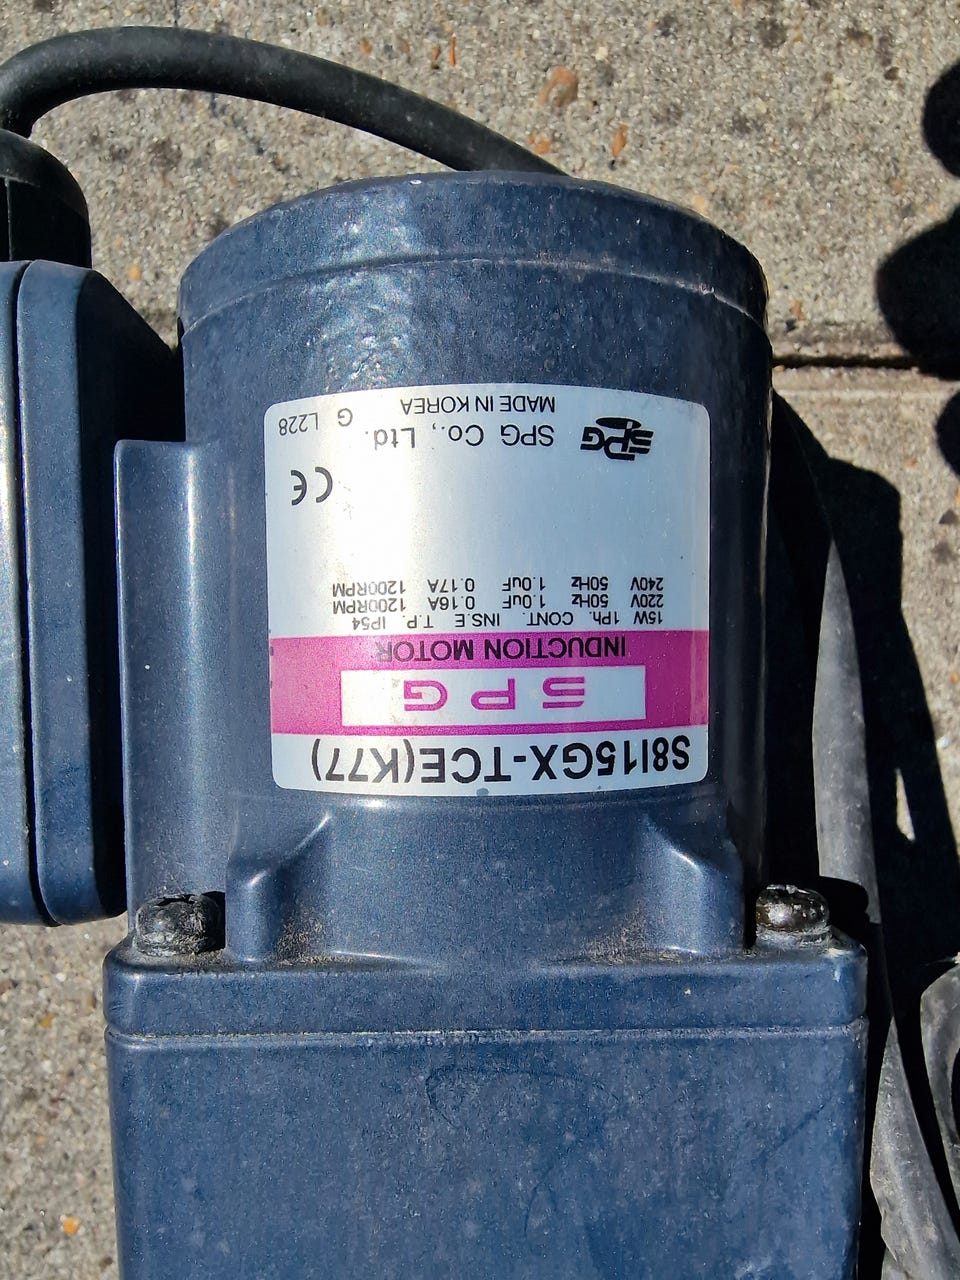 S8I15GX-TCE(K77)
SPG
INDUCTION MOTOR
15W 1Ph. CONT. INS.E T.P. IP54
220V 50Hz 1.0uF 0.16A 1200RPM
240V 50Hz 1.0uF 0.17A 1200RPM
CE
SPG SPG Co., Ltd.
MADE IN KOREA G L228